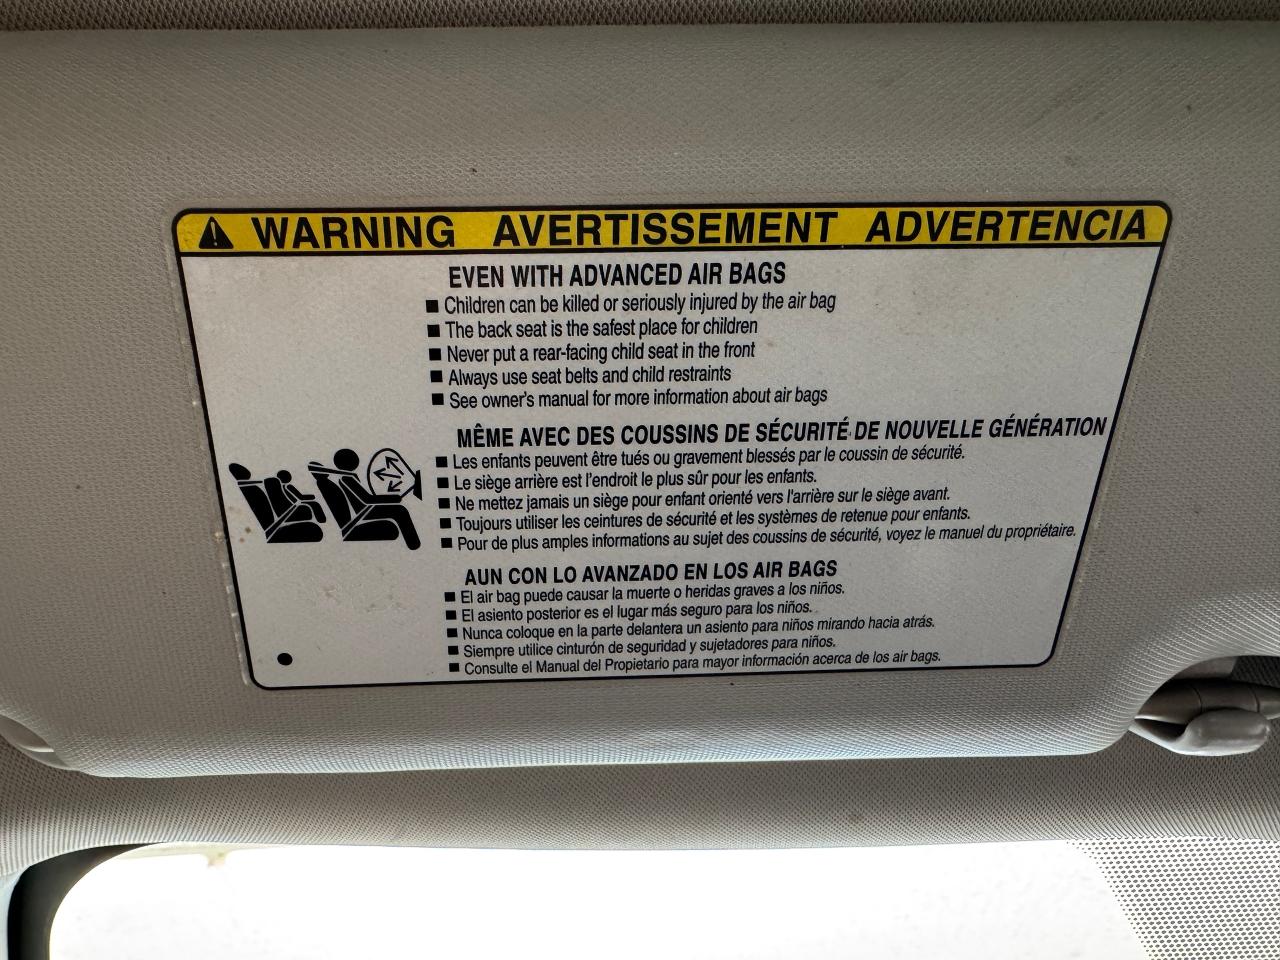 WARNING AVERTISSEMENT ADVERTENCIA
EVEN WITH ADVANCED AIR BAGS
■ Children can be killed or seriously injured by the air bag
■ The back seat is the safest place for children
■ Never put a rear-facing child seat in the front
■ Always use seat belts and child restraints
■ See owner's manual for more information about air bags
MÊME AVEC DES COUSSINS DE SÉCURITÉ DE NOUVELLE GÉNÉRATION
■ Les enfants peuvent être tués ou gravement blessés par le coussin de sécurité.
■ Le siège arrière est l'endroit le plus sûr pour les enfants.
■ Ne mettez jamais un siège pour enfant orienté vers l'arrière sur le siège avant.
■ Toujours utiliser les ceintures de sécurité et les systèmes de retenue pour enfants.
■ Pour de plus amples informations au sujet des coussins de sécurité, voyez le manuel du propriétaire.
AUN CON LO AVANZADO EN LOS AIR BAGS
■ El air bag puede causar la muerte o heridas graves a los niños.
■ El asiento posterior es el lugar más seguro para los niños.
■ Nunca coloque en la parte delantera un asiento para niños mirando hacia atrás.
■ Siempre utilice cinturón de seguridad y sujetadores para niños.
■ Consulte el Manual del Propietario para mayor información acerca de los air bags.